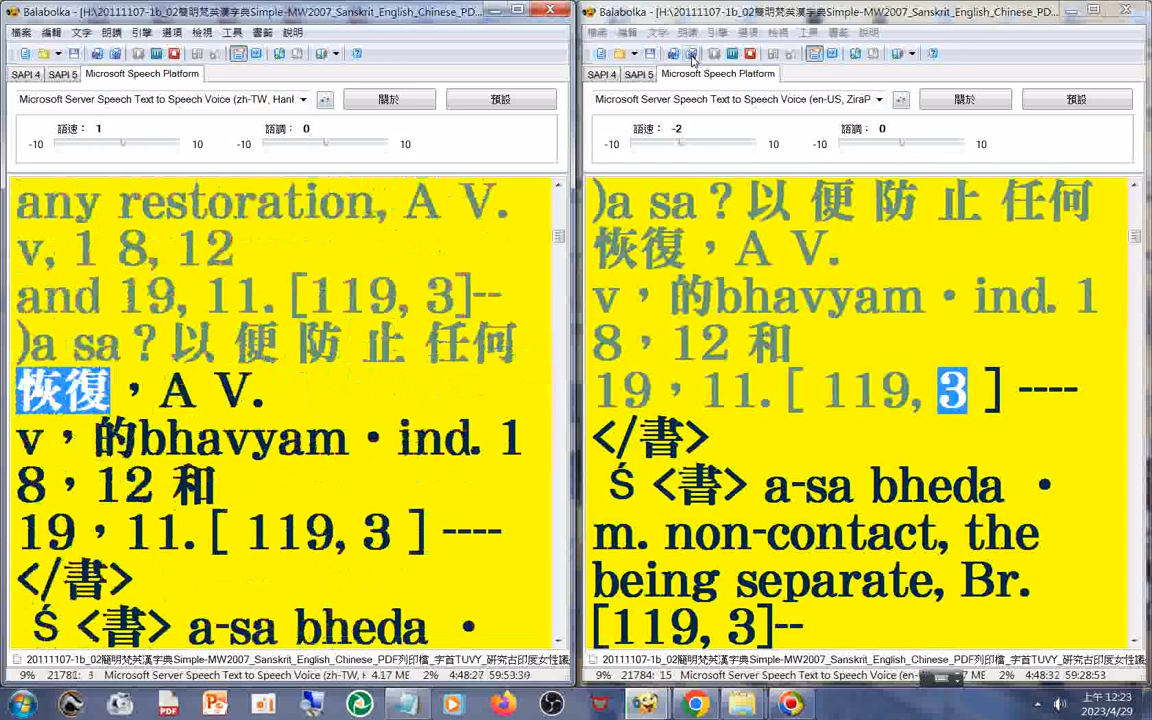 Balabolka - [H:\20111107-1b_02簡明梵英漢字典Simple-MW2007_Sanskrit_English_Chinese_PD...
檔案 編輯 文字 朗讀 引擎 選項 檢視 工具 書籤 說明
SAPI 4 SAPI 5 Microsoft Speech Platform
Microsoft Server Speech Text to Speech Voice (zh-TW, HanH
關於 預設
語速： 1 語調： 0
-10 10 -10 10
any restoration, A V.
v, 1 8, 12
and 19, 11. [119, 3]--
)a sa？以 便 防 止 任何
恢復，A V.
v，的bhavyam•ind. 1
8，12 和
19，11. [ 119, 3 ] ----
</書>
Ś <書> a-sa bheda •
20111107-1b_02簡明梵英漢字典Simple-MW2007_Sanskrit_English_Chinese_PDF列印檔_字首TUVY_研究古印度女性議
9% 21781: 3 Microsoft Server Speech Text to Speech Voice (zh-TW, 4.17 ME 2% 4:48:27 59:53:30
Balabolka - [H:\20111107-1b_02簡明梵英漢字典Simple-MW2007_Sanskrit_English_Chinese_PD...
檔案 編輯 文字 朗讀 引擎 選項 檢視 工具 書籤 說明
SAPI 4 SAPI 5 Microsoft Speech Platform
Microsoft Server Speech Text to Speech Voice (en-US, ZiraP
關於 預設
語速： -2 語調： 0
-10 10 -10 10
)a sa？以 便 防 止 任何
恢復，A V.
v，的bhavyam•ind. 1
8，12 和
19，11. [ 119, 3 ] ----
</書>
Ś <書> a-sa bheda •
m. non-contact, the
being separate, Br.
[119, 3]--
20111107-1b_02簡明梵英漢字典Simple-MW2007_Sanskrit_English_Chinese_PDF列印檔_字首TUVY_研究古印度女性議
9% 21784: 15 Microsoft Server Speech Text to Speech Voice (en- 2% 4:48:32 59:28:53
上午 12:23
2023/4/29